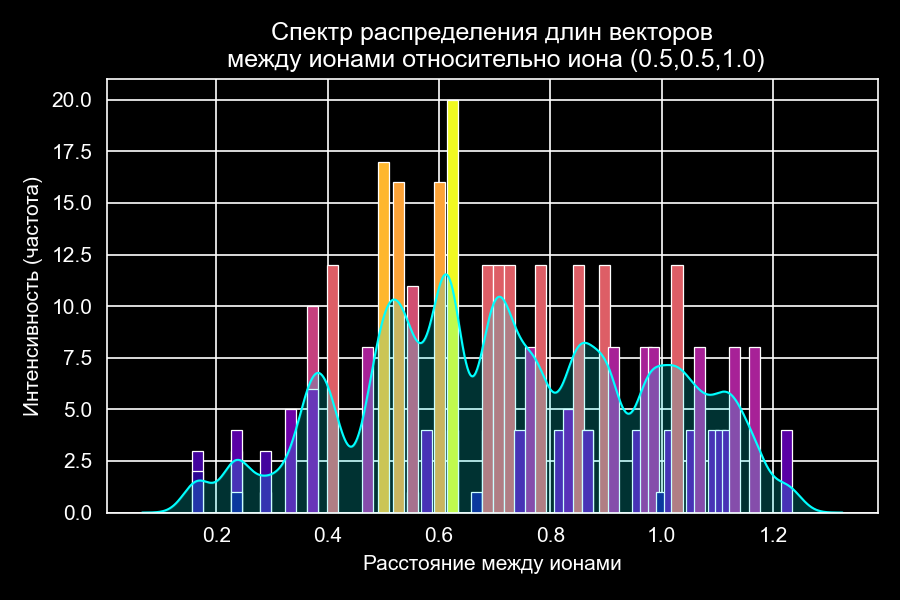 Спектр распределения длин векторов
между ионами относительно иона (0.5,0.5,1.0)
Интенсивность (частота)
20.0
17.5
15.0
12.5
10.0
7.5
5.0
2.5
0.0
0.2 0.4 0.6 0.8 1.0 1.2
Расстояние между ионами